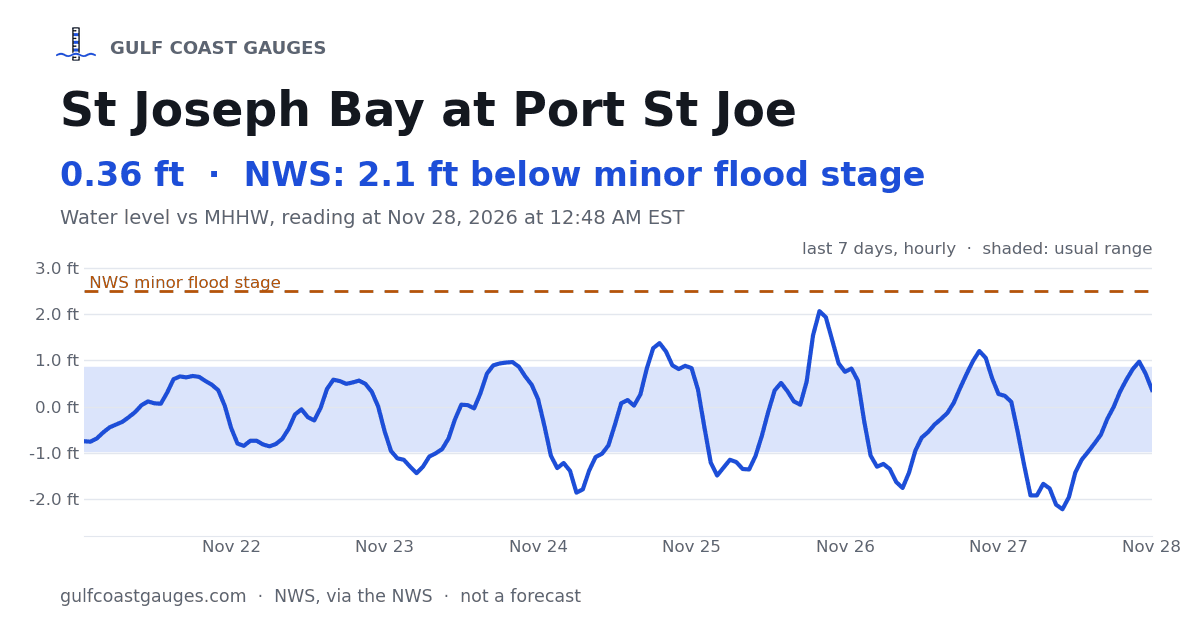 GULF COAST GAUGES
St Joseph Bay at Port St Joe
0.36 ft · NWS: 2.1 ft below minor flood stage
Water level vs MHHW, reading at Nov 28, 2026 at 12:48 AM EST
last 7 days, hourly · shaded: usual range
3.0 ft
NWS minor flood stage
2.0 ft
1.0 ft
0.0 ft
-1.0 ft
-2.0 ft
Nov 22 Nov 23 Nov 24 Nov 25 Nov 26 Nov 27 Nov 28
gulfcoastgauges.com · NWS, via the NWS · not a forecast